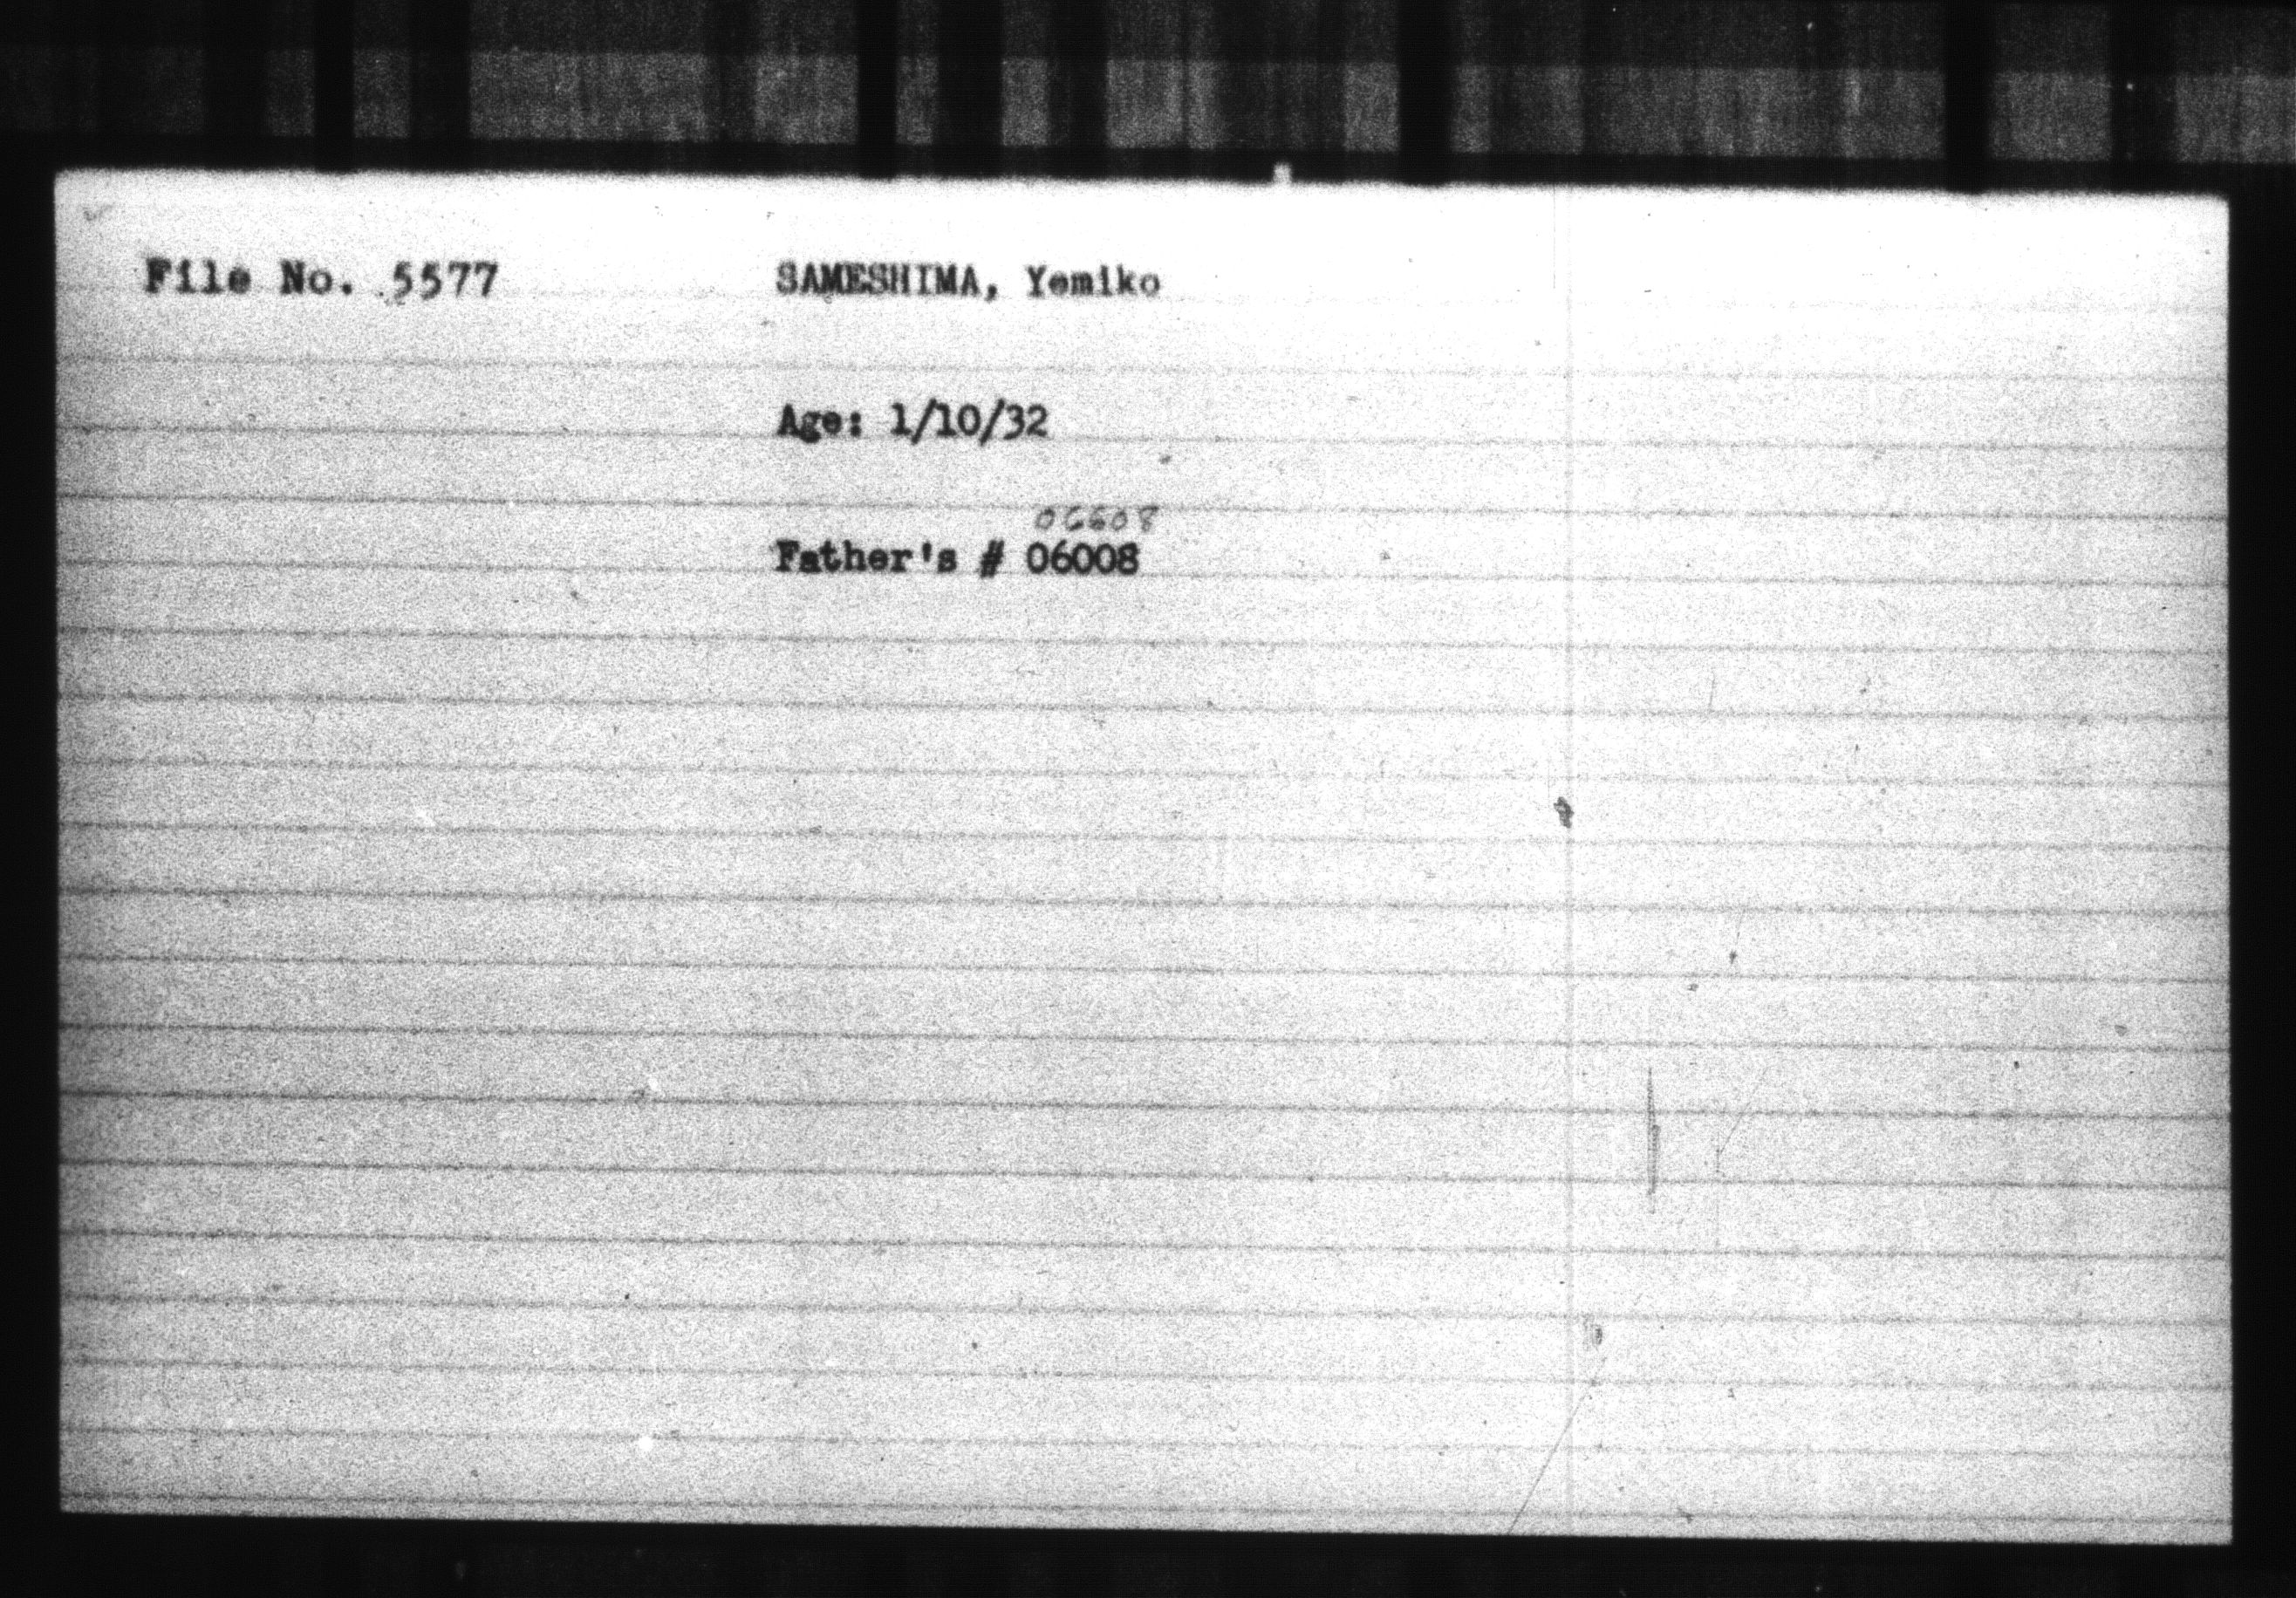 File No. 5577 SAMESHIMA, Yemiko
Age: 1/10/32
06608
Father's # 06008